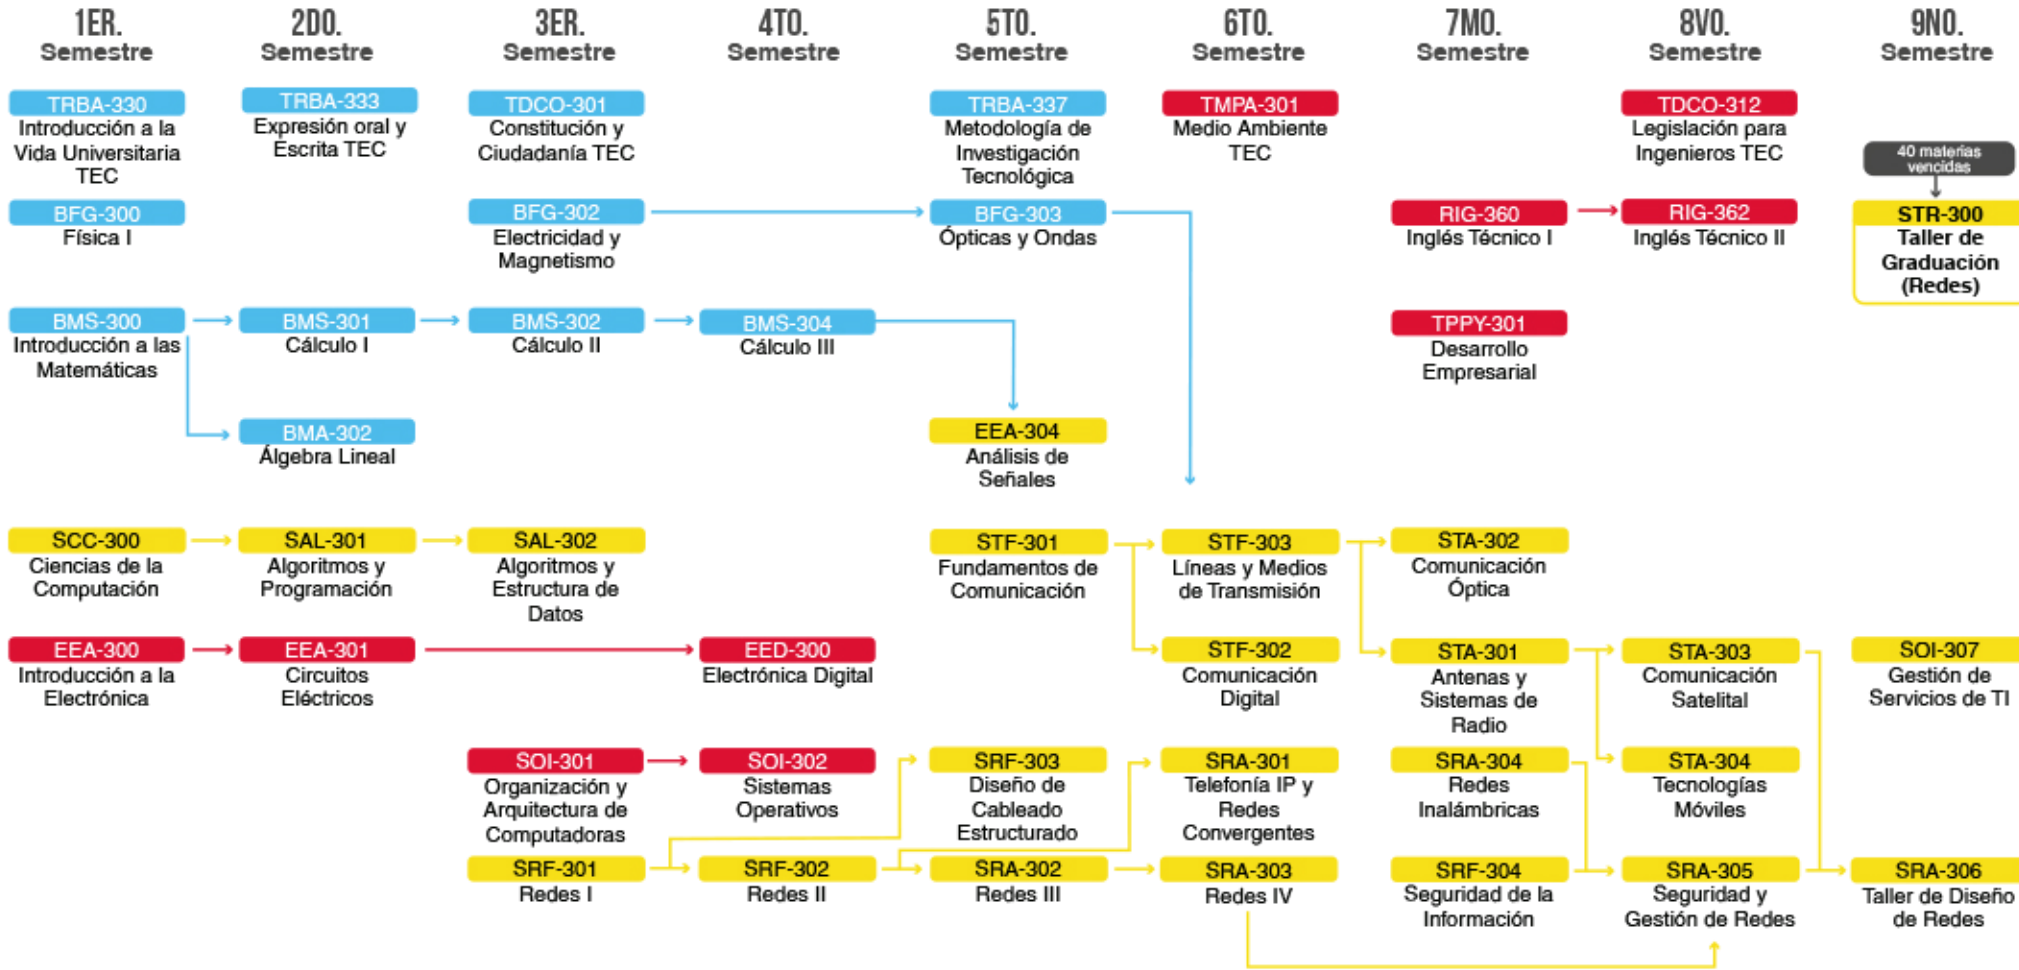 1ER.
Semestre
2DO.
Semestre
3ER.
Semestre
4TO.
Semestre
5TO.
Semestre
6TO.
Semestre
7MO.
Semestre
8VO.
Semestre
9NO.
Semestre
TRBA-330
Introducción a la
Vida Universitaria
TEC
TRBA-333
Expresión oral y
Escrita TEC
TDCO-301
Constitución y
Ciudadanía TEC
TRBA-337
Metodología de
Investigación
Tecnológica
TMPA-301
Medio Ambiente
TEC
TDCO-312
Legislación para
Ingenieros TEC
40 materias
vencidas
BFG-300
Física I
BFG-302
Electricidad y
Magnetismo
BFG-303
Ópticas y Ondas
RIG-360
Inglés Técnico I
RIG-362
Inglés Técnico II
STR-300
Taller de
Graduación
(Redes)
BMS-300
Introducción a las
Matemáticas
BMS-301
Cálculo I
BMS-302
Cálculo II
BMS-304
Cálculo III
TPPY-301
Desarrollo
Empresarial
BMA-302
Álgebra Lineal
EEA-304
Análisis de
Señales
SCC-300
Ciencias de la
Computación
SAL-301
Algoritmos y
Programación
SAL-302
Algoritmos y
Estructura de
Datos
STF-301
Fundamentos de
Comunicación
STF-303
Líneas y Medios
de Transmisión
STA-302
Comunicación
Óptica
EEA-300
Introducción a la
Electrónica
EEA-301
Circuitos
Eléctricos
EED-300
Electrónica Digital
STF-302
Comunicación
Digital
STA-301
Antenas y
Sistemas de
Radio
STA-303
Comunicación
Satelital
SOI-307
Gestión de
Servicios de TI
SOI-301
Organización y
Arquitectura de
Computadoras
SOI-302
Sistemas
Operativos
SRF-303
Diseño de
Cableado
Estructurado
SRA-301
Telefonía IP y
Redes
Convergentes
SRA-304
Redes
Inalámbricas
STA-304
Tecnologías
Móviles
SRF-301
Redes I
SRF-302
Redes II
SRA-302
Redes III
SRA-303
Redes IV
SRF-304
Seguridad de la
Información
SRA-305
Seguridad y
Gestión de Redes
SRA-306
Taller de Diseño
de Redes